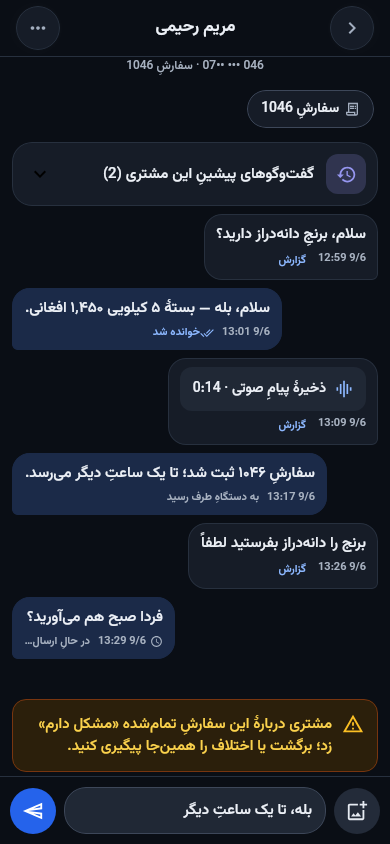 مریم رحیمی
سفارشِ 1046 · 07•• ••• 046
سفارشِ 1046
گفت‌وگوهای پیشینِ این مشتری (2)
سلام، برنجِ دانه‌دراز دارید؟
9/6 12:59 گزارش
سلام، بله — بستهٔ ۵ کیلویی ۱٬۴۵۰ افغانی.
9/6 13:01 خوانده شد
ذخیرهٔ پیامِ صوتی · 0:14
9/6 13:09 گزارش
سفارشِ ۱۰۴۶ ثبت شد؛ تا یک ساعتِ دیگر می‌رسد.
9/6 13:17 به دستگاهِ طرف رسید
برنج را دانه‌دراز بفرستید لطفاً
9/6 13:26 گزارش
فردا صبح هم می‌آورید؟
9/6 13:29 در حالِ ارسال…
مشتری دربارهٔ این سفارشِ تمام‌شده «مشکل دارم»
زد؛ برگشت یا اختلاف را همین‌جا پیگیری کنید.
بله، تا یک ساعتِ دیگر